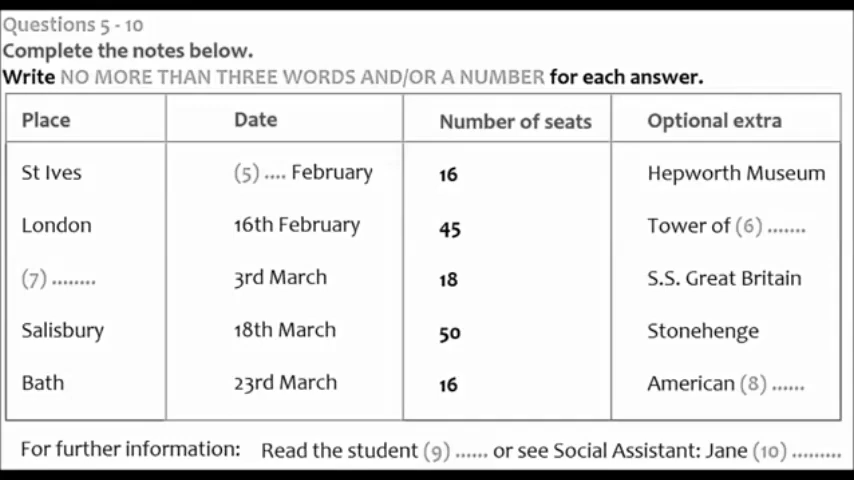 Questions 5 - 10
Complete the notes below.
Write NO MORE THAN THREE WORDS AND/OR A NUMBER for each answer.
Place Date Number of seats Optional extra
St Ives (5) .... February 16 Hepworth Museum
London 16th February 45 Tower of (6) .......
(7) ........ 3rd March 18 S.S. Great Britain
Salisbury 18th March 50 Stonehenge
Bath 23rd March 16 American (8) ......
For further information: Read the student (9) ...... or see Social Assistant: Jane (10) .........